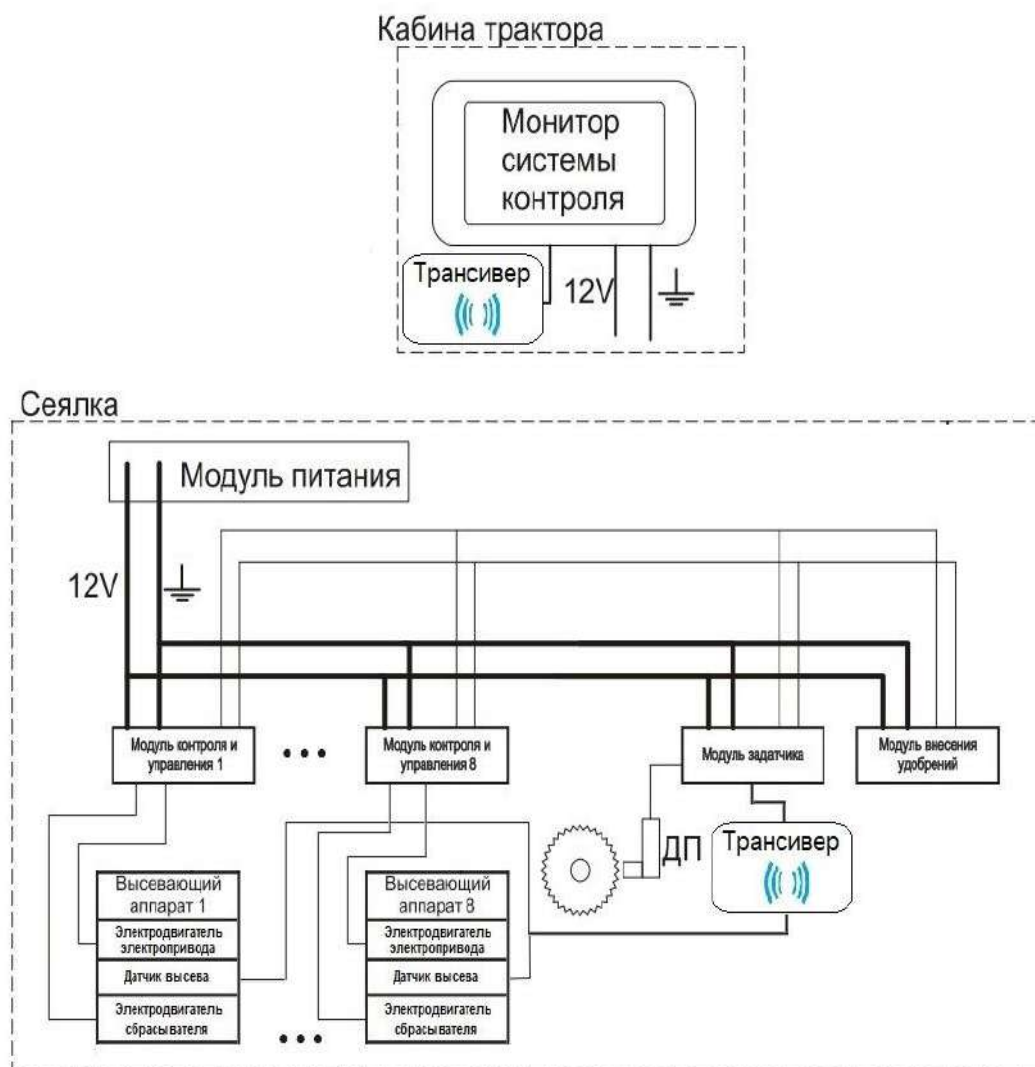 Кабина трактора
Монитор
системы
контроля
Трансивер
12V
Сеялка
Модуль питания
12V
Модуль контроля и
управления 1
Модуль контроля и
управления 8
Модуль задатчика
Модуль внесения
удобрений
ДП
Трансивер
Высевающий
аппарат 1
Электродвигатель
электропривода
Датчик высева
Электродвигатель
сбрасывателя
Высевающий
аппарат 8
Электродвигатель
электропривода
Датчик высева
Электродвигатель
сбрасывателя